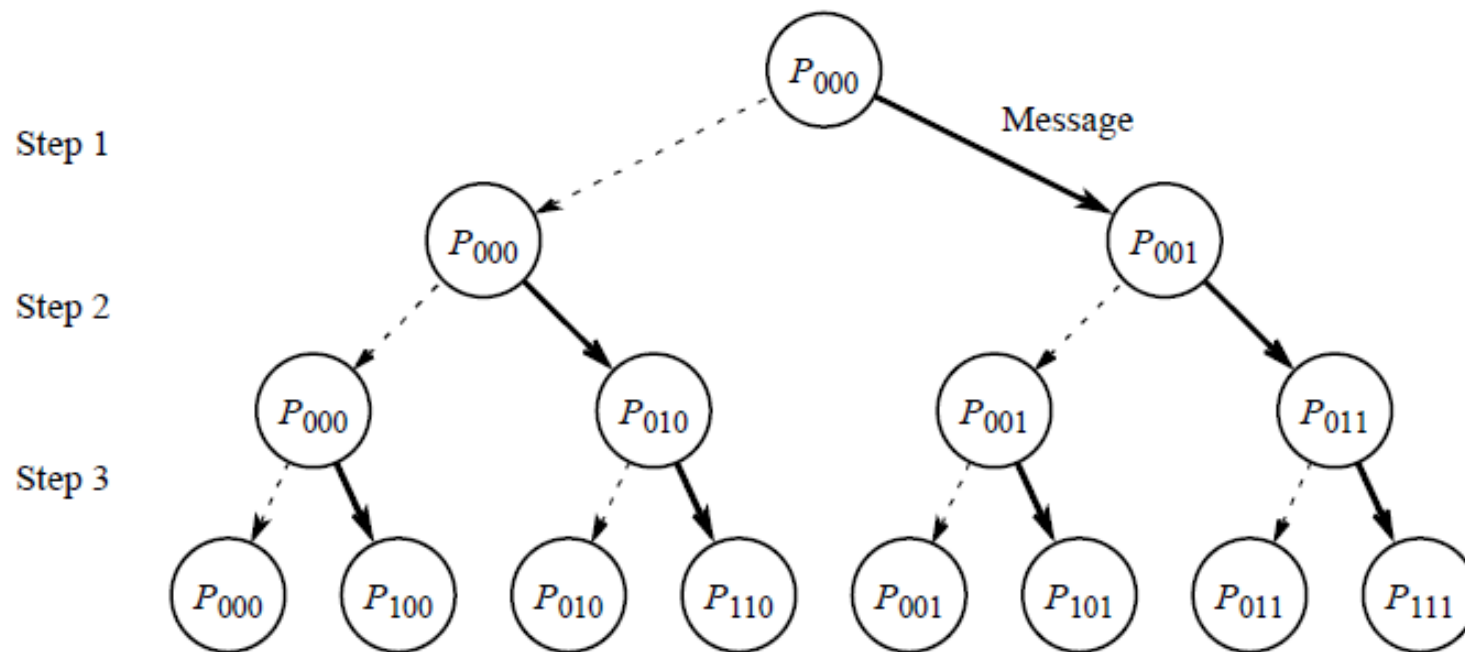 P000
Message
Step 1
P000 P001
Step 2
P000 P010 P001 P011
Step 3
P000 P100 P010 P110 P001 P101 P011 P111